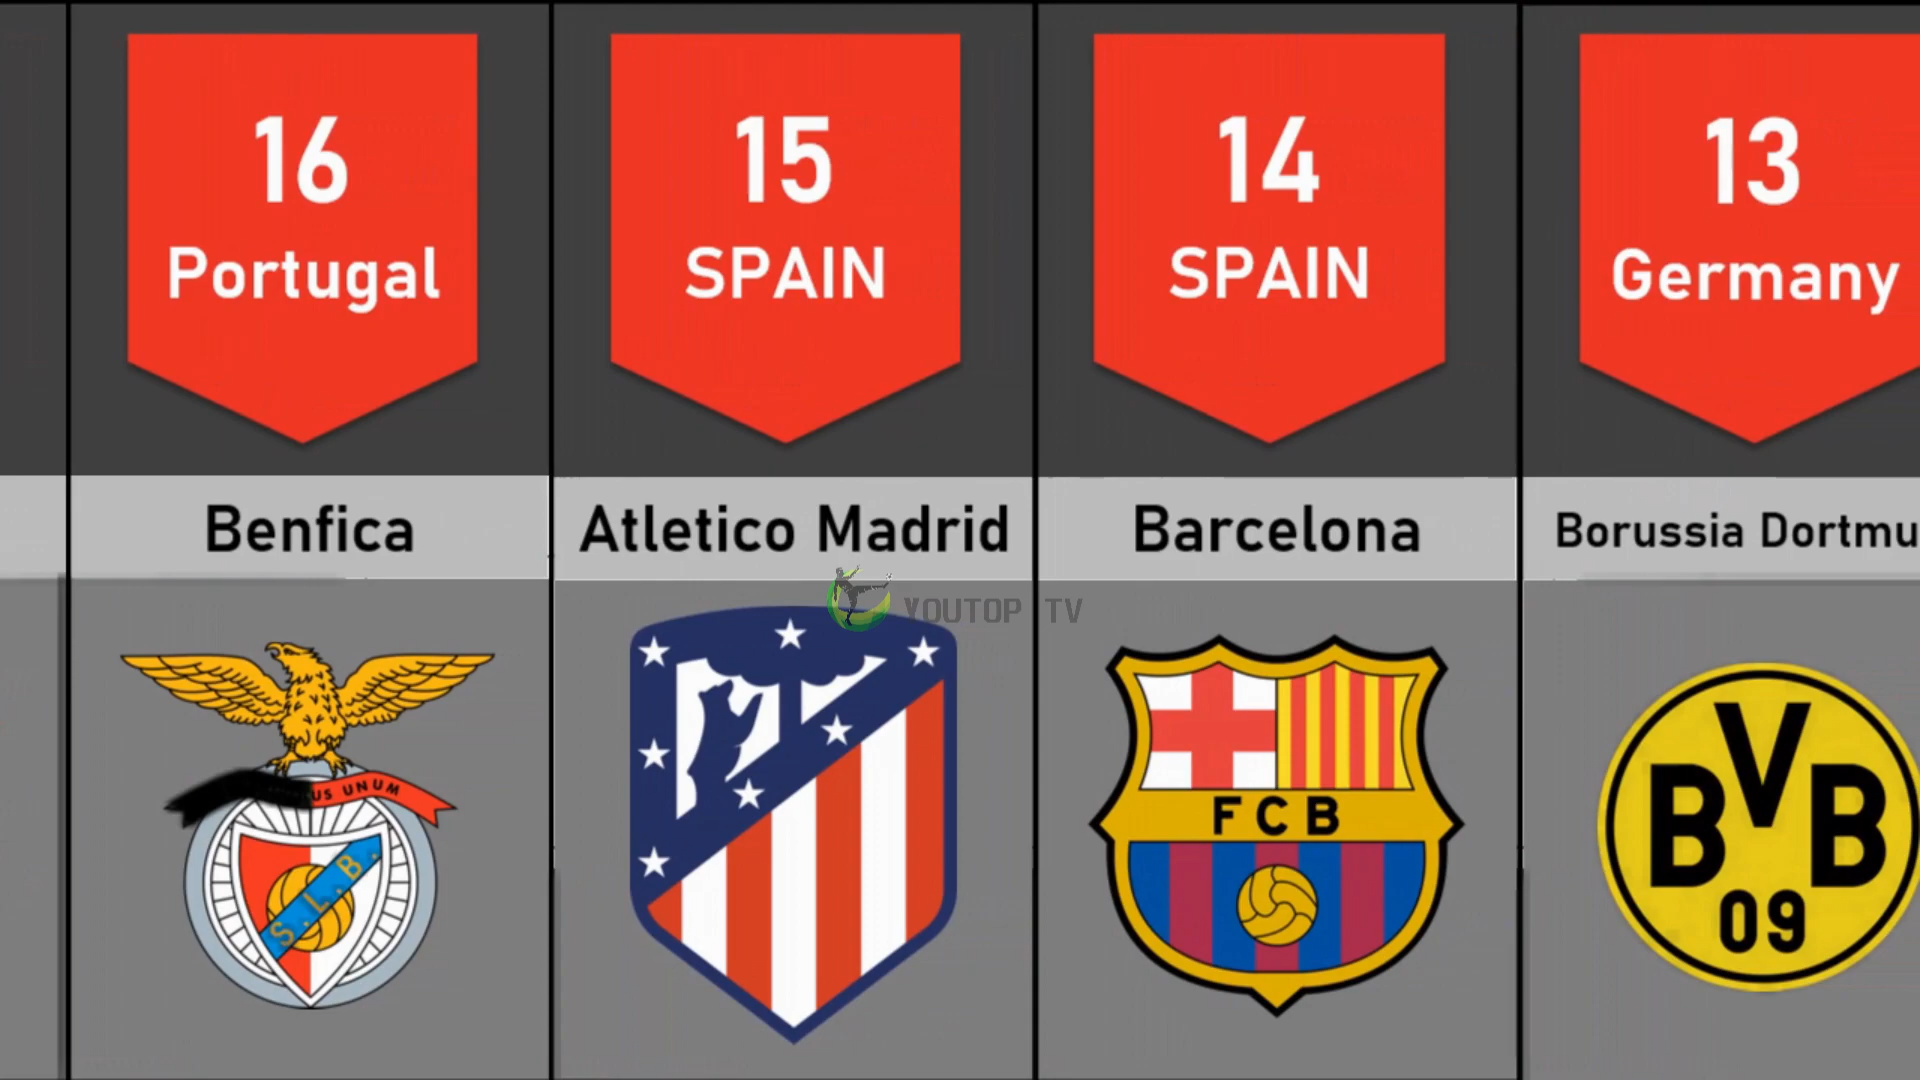 16
Portugal
15
SPAIN
14
SPAIN
13
Germany
Benfica
Atletico Madrid
Barcelona
Borussia Dortmu
YOUTOP TV
US UNUM
S. L. B.
FCB
BVB
09